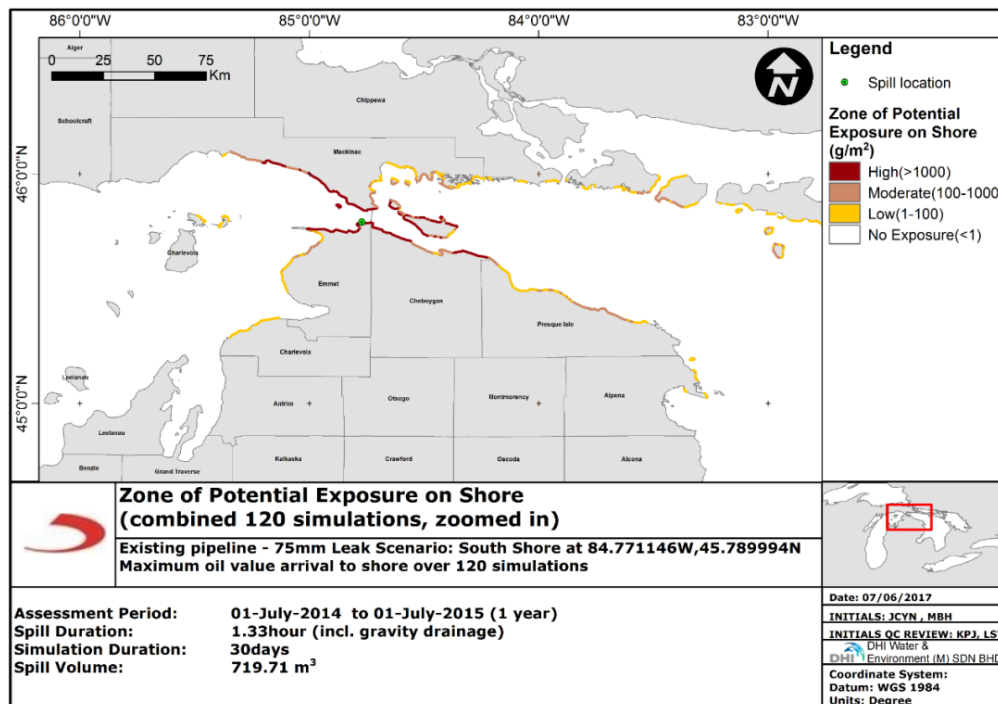 86°0'0"W
85°0'0"W
84°0'0"W
83°0'0"W
46°0'0"N
45°0'0"N
0 25 50 75
Km
N
Alger
Schoolcraft
Chippewa
Mackinac
Charlevoix
Emmet
Cheboygan
Presque Isle
Charlevoix
Leelanau
Antrim
Otsego
Montmorency
Alpena
Leelanau
Benzie
Grand Traverse
Kalkaska
Crawford
Oscoda
Alcona
Legend
Spill location
Zone of Potential
Exposure on Shore
(g/m²)
High(>1000)
Moderate(100-1000
Low(1-100)
No Exposure(<1)
Zone of Potential Exposure on Shore
(combined 120 simulations, zoomed in)
Existing pipeline - 75mm Leak Scenario: South Shore at 84.771146W,45.789994N
Maximum oil value arrival to shore over 120 simulations
Assessment Period: 01-July-2014 to 01-July-2015 (1 year)
Spill Duration: 1.33hour (incl. gravity drainage)
Simulation Duration: 30days
Spill Volume: 719.71 m³
Date: 07/06/2017
INITIALS: JCYN , MBH
INITIALS QC REVIEW: KPJ, LS
DHI
DHI Water &
Environment (M) SDN BHD
Coordinate System:
Datum: WGS 1984
Units: Degree